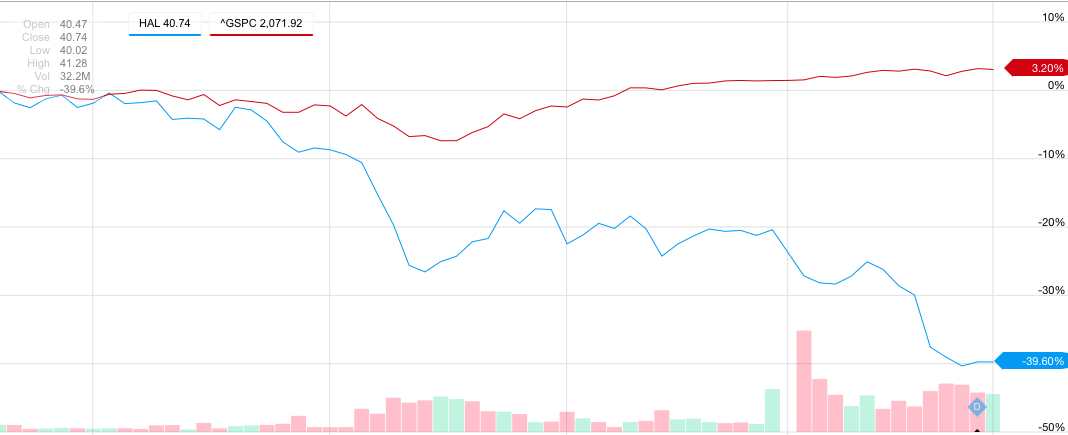 HAL 40.74 ^GSPC 2,071.92
Open 40.47
Close 40.74
Low 40.02
High 41.28
Vol 32.2M
% Chg -39.6%
10%
3.20%
0%
-10%
-20%
-30%
-39.60%
-50%
D